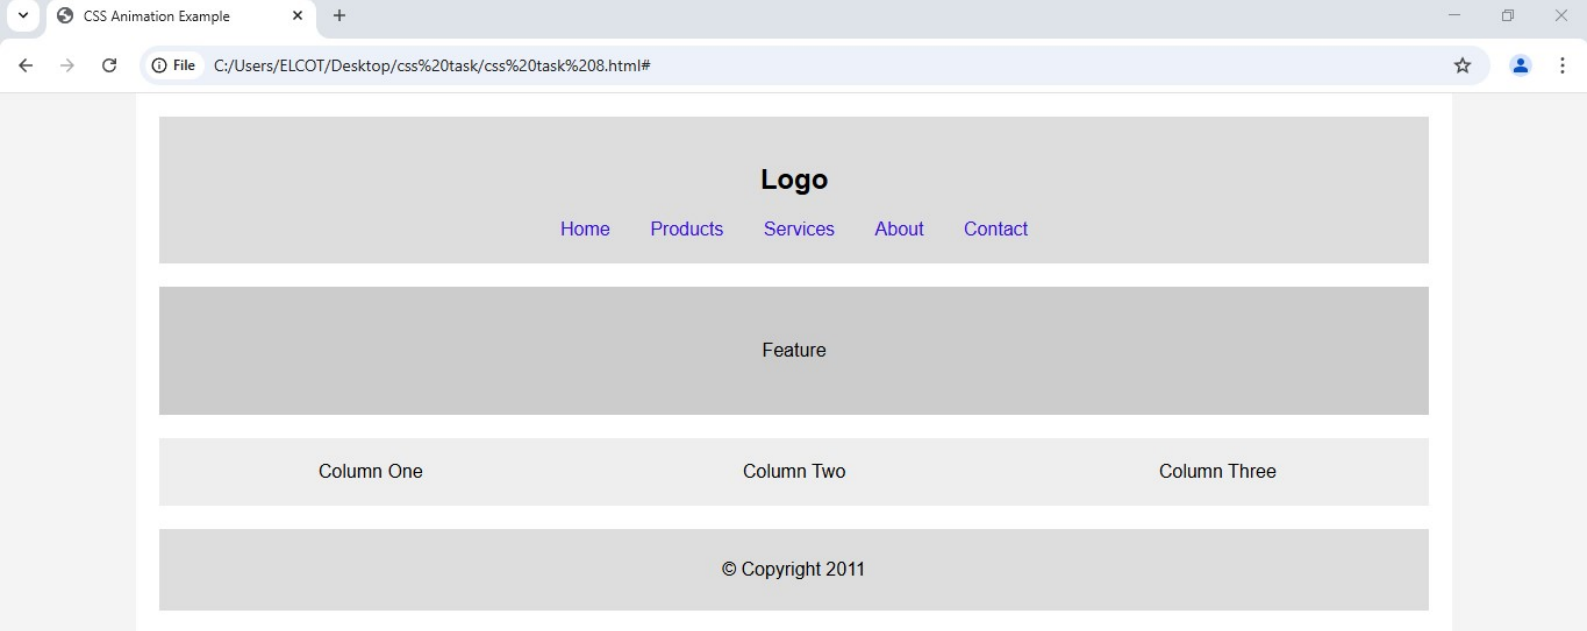 CSS Animation Example
File C:/Users/ELCOT/Desktop/css%20task/css%20task%208.html#
Logo
Home Products Services About Contact
Feature
Column One Column Two Column Three
© Copyright 2011